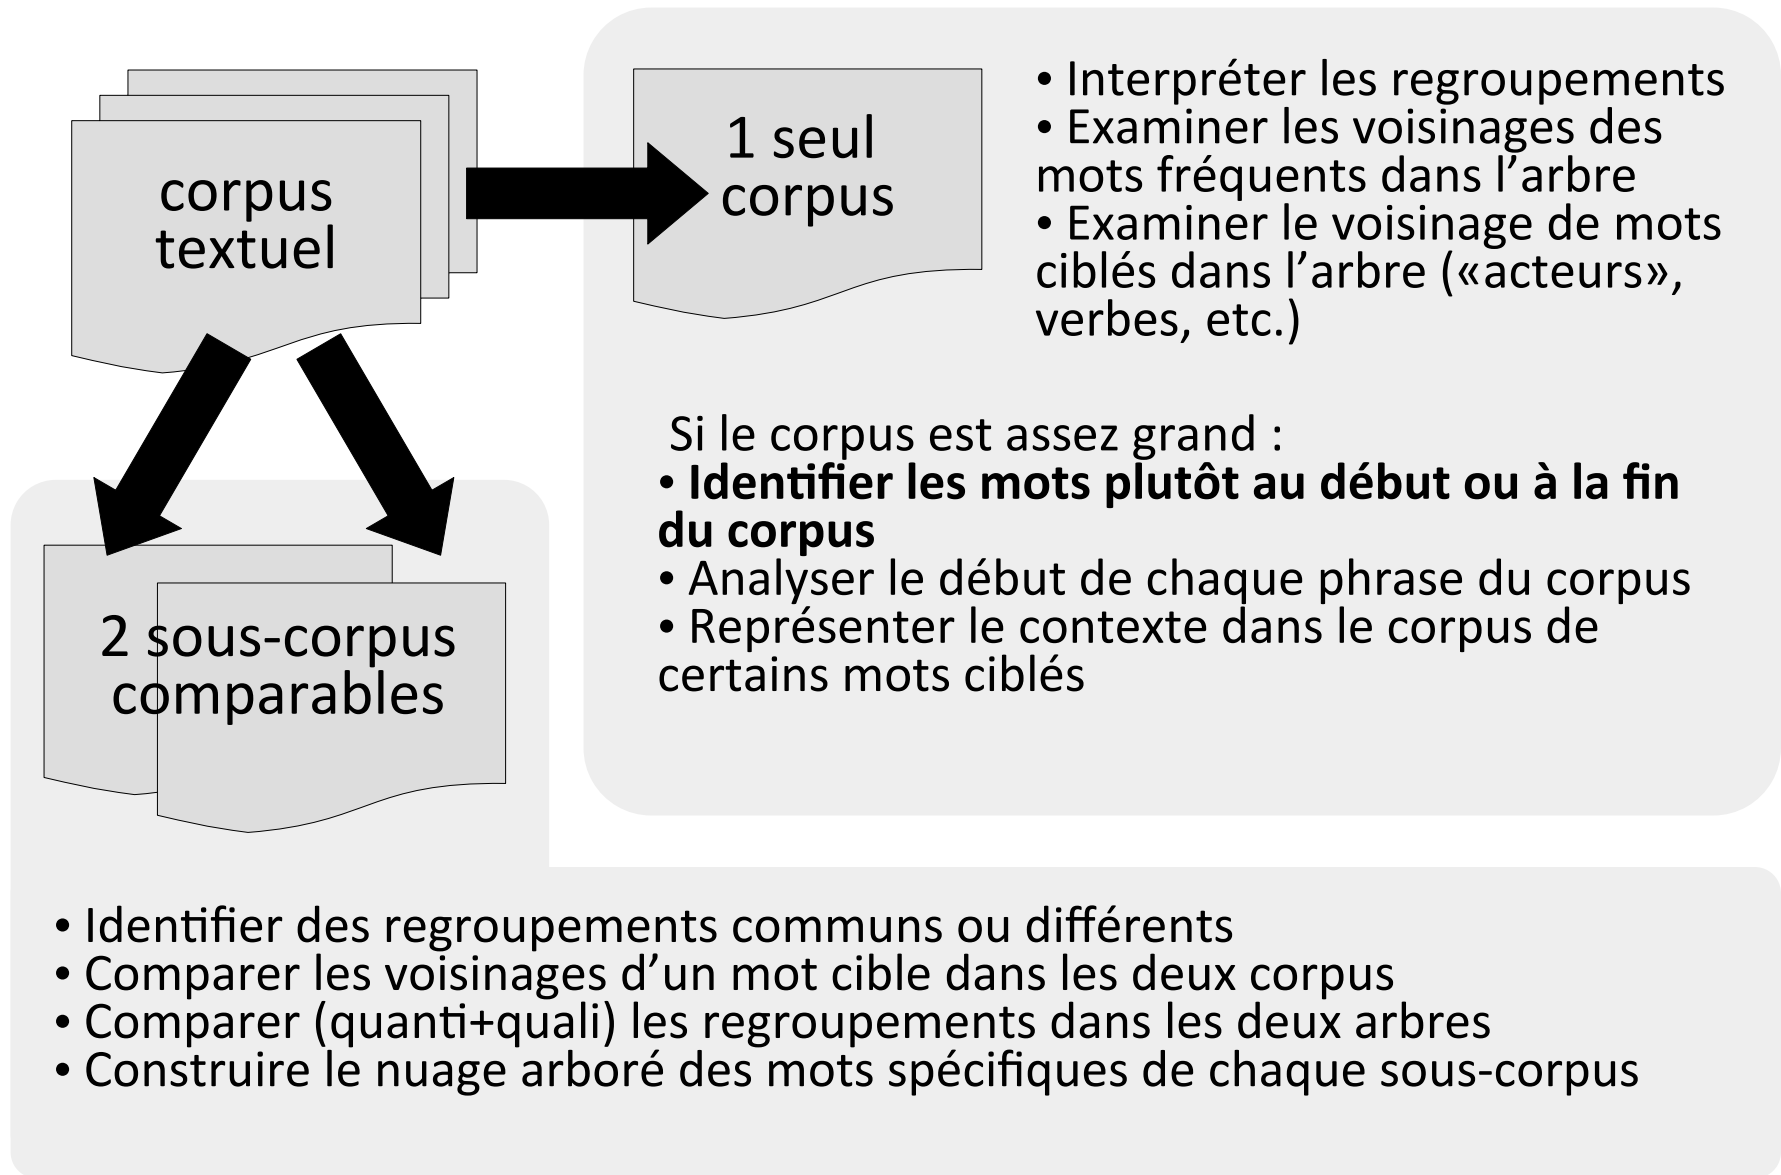 corpus
textuel
1 seul
corpus
• Interpréter les regroupements
• Examiner les voisinages des
mots fréquents dans l’arbre
• Examiner le voisinage de mots
ciblés dans l’arbre («acteurs»,
verbes, etc.)
Si le corpus est assez grand :
• Identifier les mots plutôt au début ou à la fin
du corpus
• Analyser le début de chaque phrase du corpus
• Représenter le contexte dans le corpus de
certains mots ciblés
2 sous-corpus
comparables
• Identifier des regroupements communs ou différents
• Comparer les voisinages d’un mot cible dans les deux corpus
• Comparer (quanti+quali) les regroupements dans les deux arbres
• Construire le nuage arboré des mots spécifiques de chaque sous-corpus